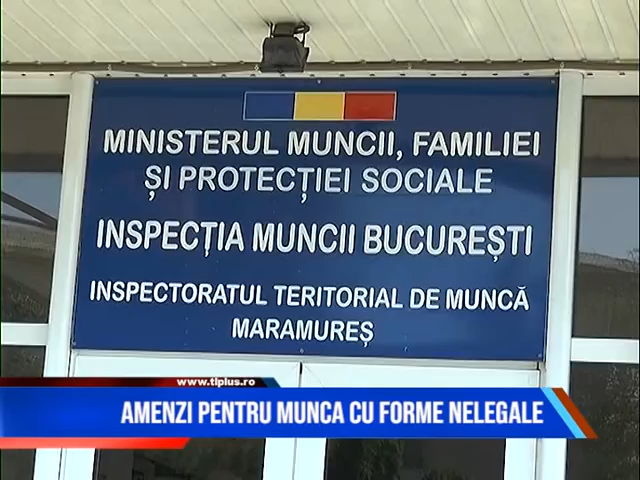 MINISTERUL MUNCII, FAMILIEI
ȘI PROTECȚIEI SOCIALE
INSPECȚIA MUNCII BUCUREȘTI
INSPECTORATUL TERITORIAL DE MUNCĂ
MARAMUREȘ
www.tlplus.ro
AMENZI PENTRU MUNCA CU FORME NELEGALE